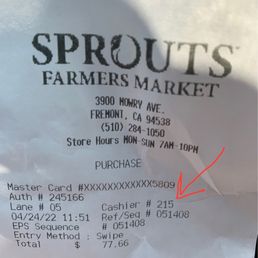 SPROUTS
FARMERS MARKET
3900 MOWRY AVE.
FREMONT, CA 94538
(510) 284-1050
Store Hours MON-SUN 7AM-10PM
PURCHASE
Master Card #XXXXXXXXXXXX5809
Auth # 245166
Lane # 05 Cashier # 215
04/24/22 11:51 Ref/Seq # 051408
EPS Sequence # 051408
Entry Method : Swipe
Total $ 77.66